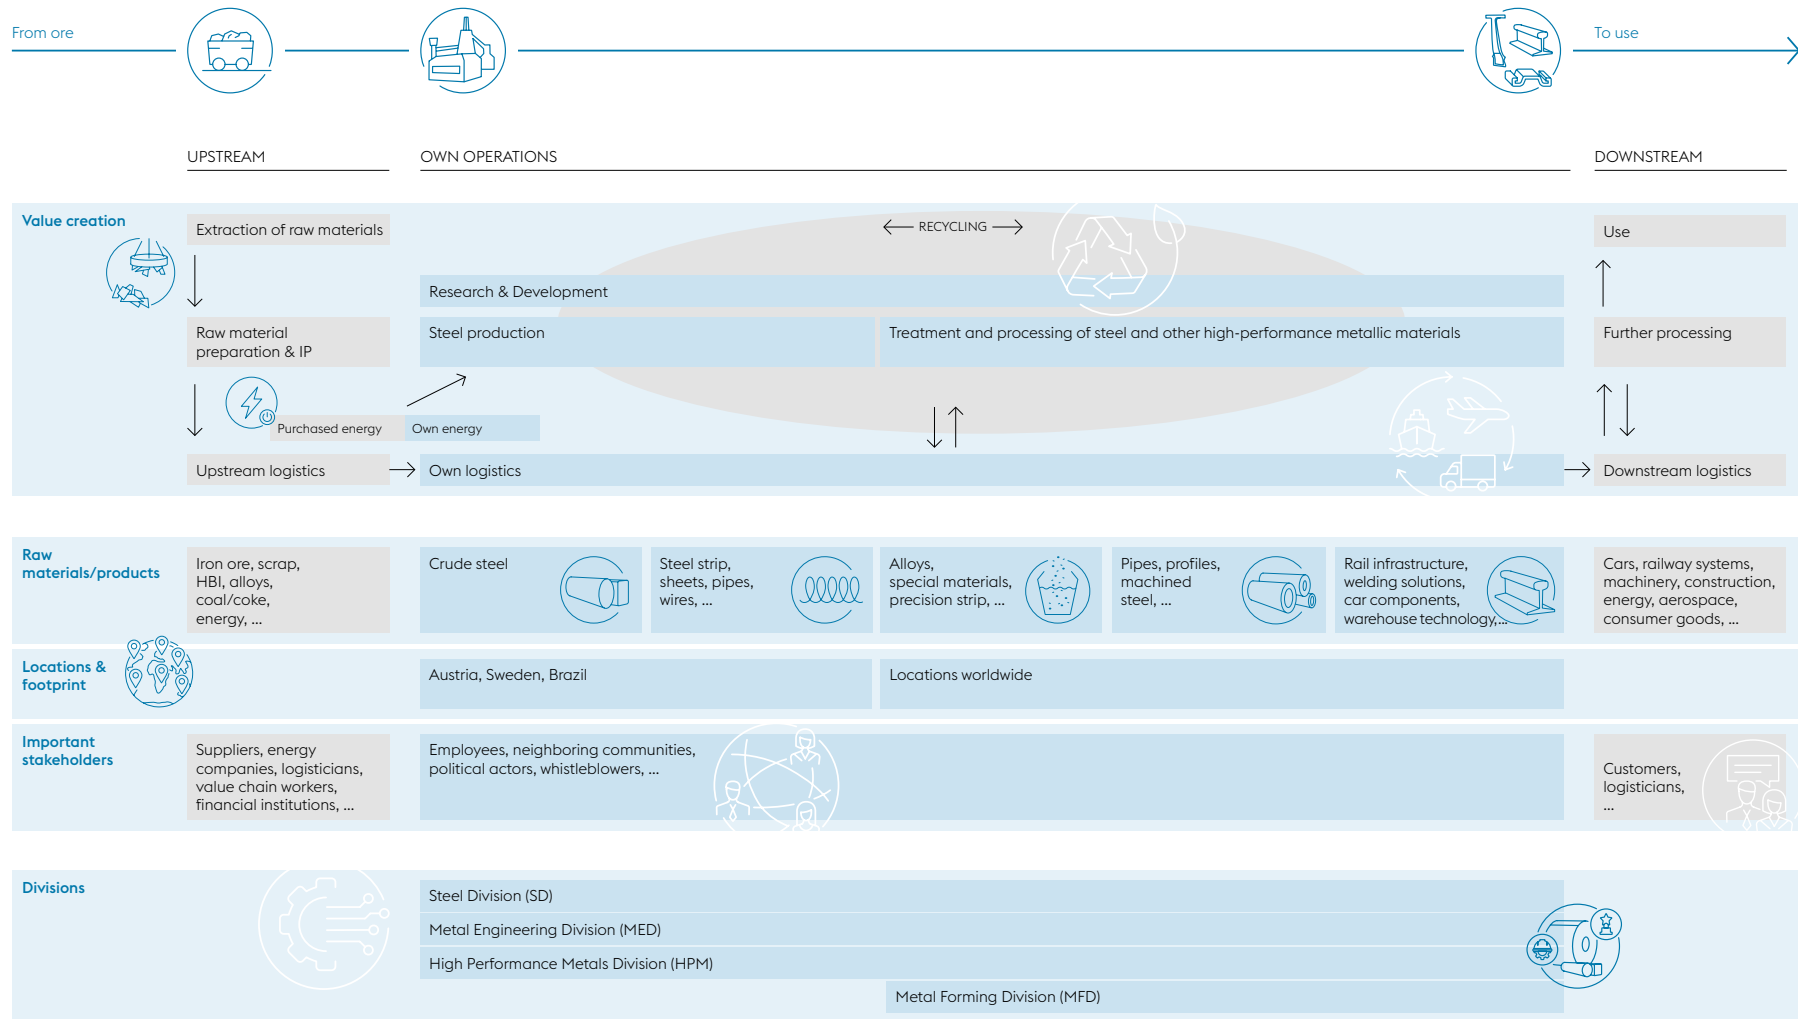 From ore
To use
UPSTREAM
OWN OPERATIONS
DOWNSTREAM
Value creation
Extraction of raw materials
RECYCLING
Use
Research & Development
Raw material
preparation & IP
Steel production
Treatment and processing of steel and other high-performance metallic materials
Further processing
Purchased energy
Own energy
Upstream logistics
Own logistics
Downstream logistics
Raw
materials/products
Iron ore, scrap,
HBI, alloys,
coal/coke,
energy, ...
Crude steel
Steel strip,
sheets, pipes,
wires, ...
Alloys,
special materials,
precision strip, ...
Pipes, profiles,
machined
steel, ...
Rail infrastructure,
welding solutions,
car components,
warehouse technology,...
Cars, railway systems,
machinery, construction,
energy, aerospace,
consumer goods, ...
Locations &
footprint
Austria, Sweden, Brazil
Locations worldwide
Important
stakeholders
Suppliers, energy
companies, logisticians,
value chain workers,
financial institutions, ...
Employees, neighboring communities,
political actors, whistleblowers, ...
Customers,
logisticians,
...
Divisions
Steel Division (SD)
Metal Engineering Division (MED)
High Performance Metals Division (HPM)
Metal Forming Division (MFD)